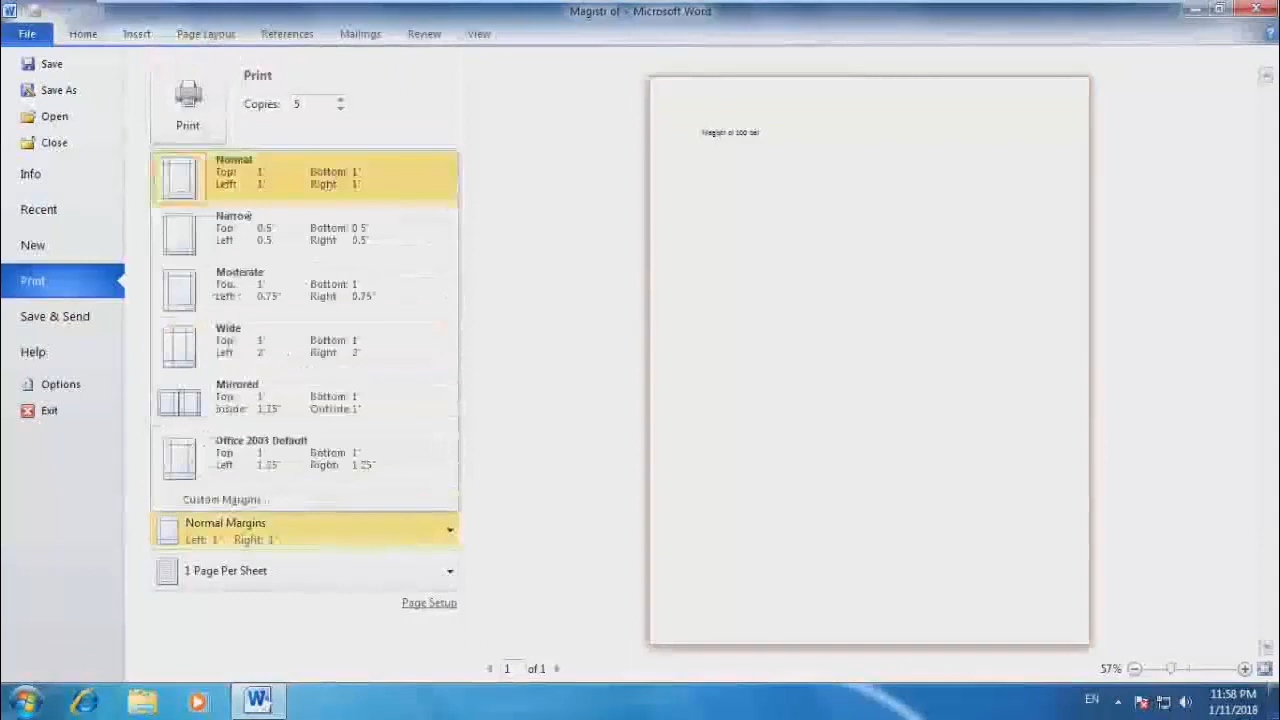 Magistr of - Microsoft Word
File Home Insert Page Layout References Mailings Review View
Save
Save As
Open
Close
Info
Recent
New
Print
Save & Send
Help
Options
Exit
Print
Copies: 5
Print
Normal
Top: 1" Bottom: 1"
Left: 1" Right: 1"
Narrow
Top: 0.5" Bottom: 0.5"
Left: 0.5" Right: 0.5"
Moderate
Top: 1" Bottom: 1"
Left: 0.75" Right: 0.75"
Wide
Top: 1" Bottom: 1"
Left: 2" Right: 2"
Mirrored
Top: 1" Bottom: 1"
Inside: 1.25" Outside: 1"
Office 2003 Default
Top: 1" Bottom: 1"
Left: 1.25" Right: 1.25"
Custom Margins...
Normal Margins
Left: 1" Right: 1"
1 Page Per Sheet
Page Setup
Magistr of 100
1 of 1
57%
EN
11:58 PM
1/11/2018